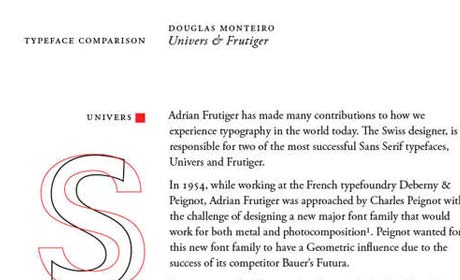 DOUGLAS MONTEIRO
TYPEFACE COMPARISON
Univers & Frutiger
UNIVERS
Adrian Frutiger has made many contributions to how we
experience typography in the world today. The Swiss designer, is
responsible for two of the most successful Sans Serif typefaces,
Univers and Frutiger.
In 1954, while working at the French typefoundry Deberny &
Peignot, Adrian Frutiger was approached by Charles Peignot with
the challenge of designing a new major font family that would
work for both metal and photocomposition¹. Peignot wanted for
this new font family to have a Geometric influence due to the
success of its competitor Bauer's Futura.
S